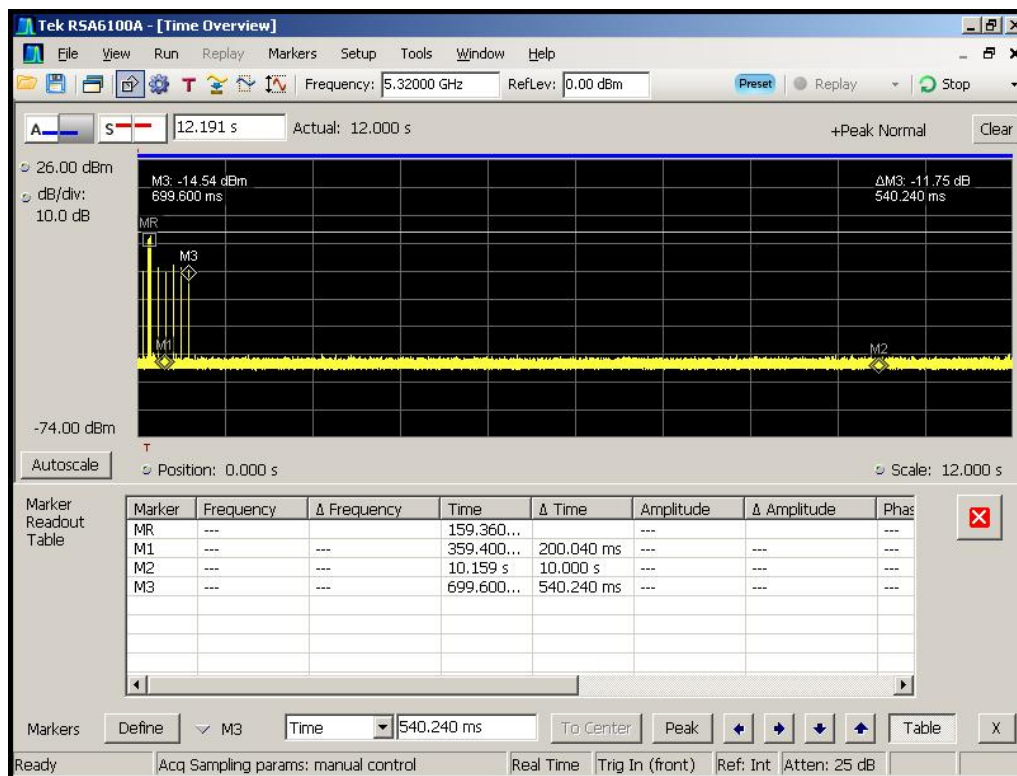 Tek RSA6100A - [Time Overview]
File View Run Replay Markers Setup Tools Window Help
Frequency: 5.32000 GHz RefLev: 0.00 dBm Preset Replay Stop
A S 12.191 s Actual: 12.000 s +Peak Normal Clear
26.00 dBm
dB/div:
10.0 dB
M3: -14.54 dBm
699.600 ms
ΔM3: -11.75 dB
540.240 ms
MR
M3
M1
M2
-74.00 dBm
T
Autoscale Position: 0.000 s Scale: 12.000 s
Marker
Readout
Table
Marker Frequency Δ Frequency Time Δ Time Amplitude Δ Amplitude Phas
MR --- 159.360... --- ---
M1 --- --- 359.400... 200.040 ms --- --- ---
M2 --- --- 10.159 s 10.000 s --- --- ---
M3 --- --- 699.600... 540.240 ms --- --- ---
Markers Define M3 Time 540.240 ms To Center Peak Table X
Ready Acq Sampling params: manual control Real Time Trig In (front) Ref: Int Atten: 25 dB